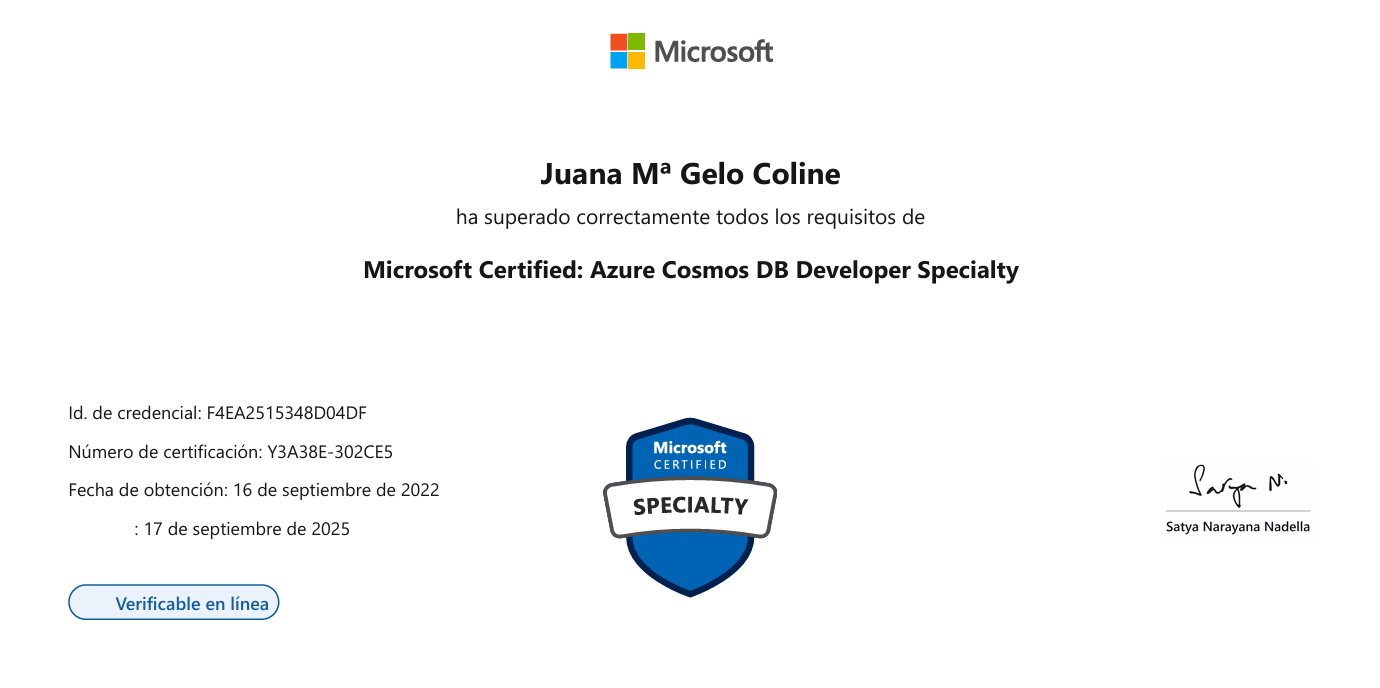 Microsoft
Juana Mª Gelo Coline
ha superado correctamente todos los requisitos de
Microsoft Certified: Azure Cosmos DB Developer Specialty
Id. de credencial: F4EA2515348D04DF
Número de certificación: Y3A38E-302CE5
Fecha de obtención: 16 de septiembre de 2022
: 17 de septiembre de 2025
Verificable en línea
Microsoft
CERTIFIED
SPECIALTY
Satya N.
Satya Narayana Nadella